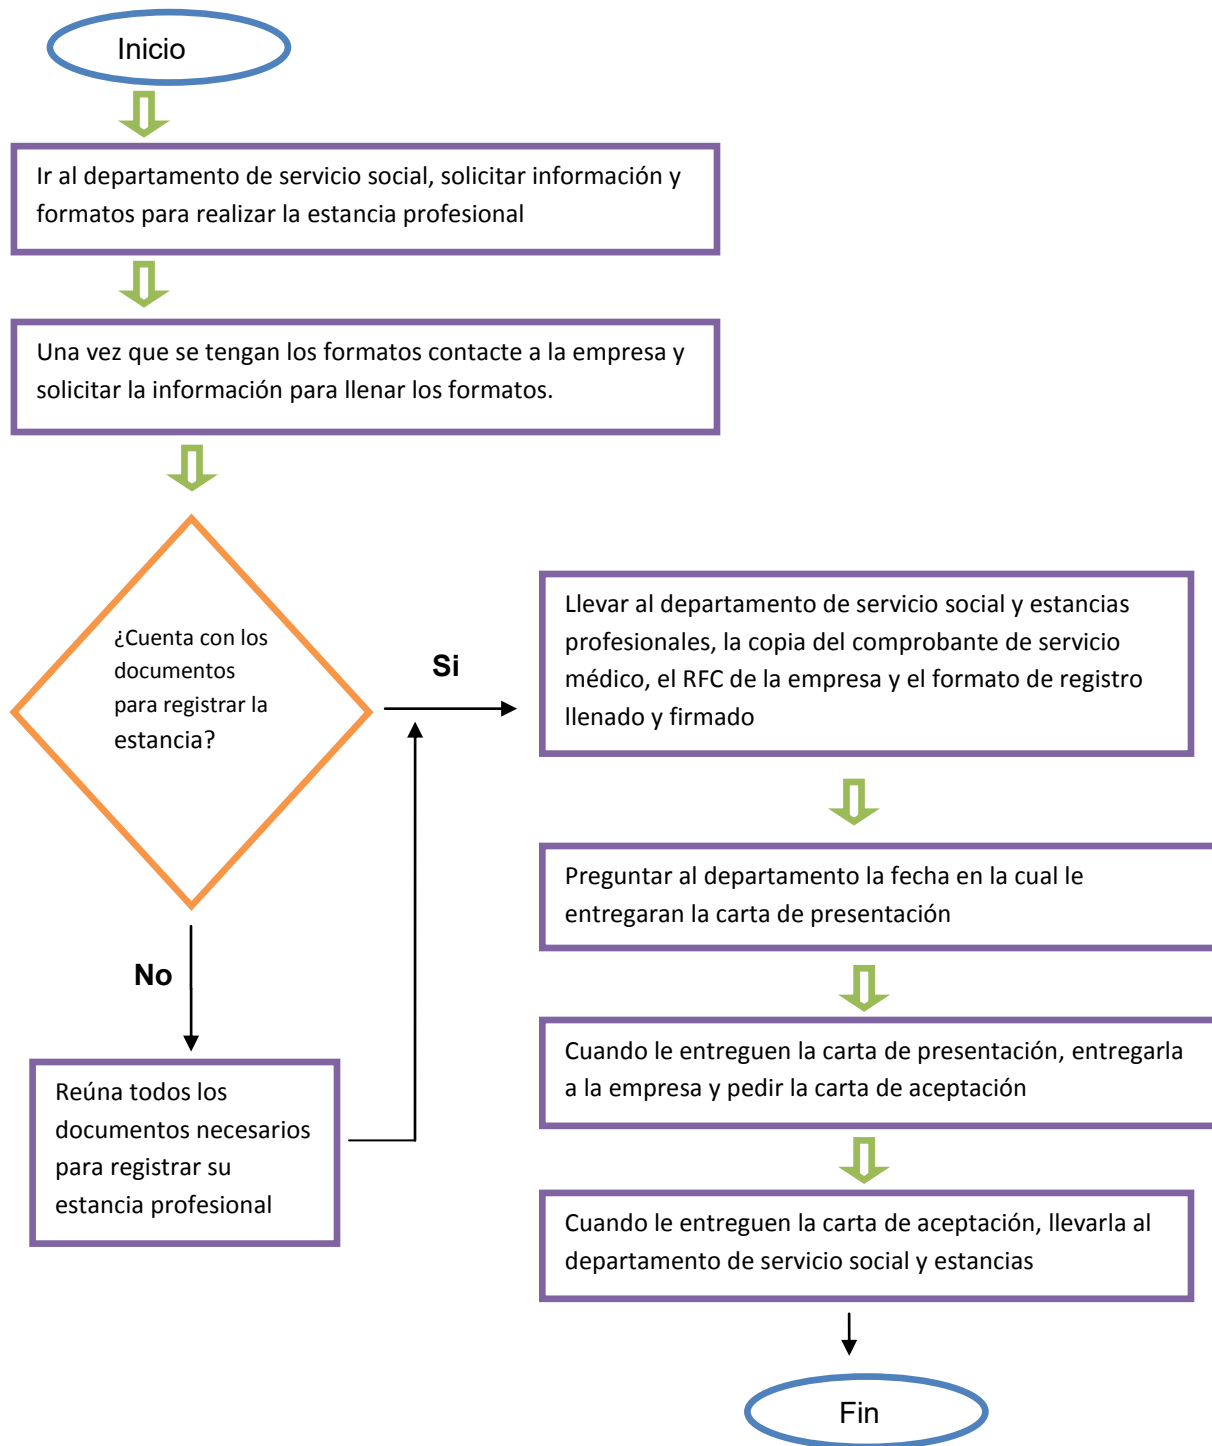 Inicio
Ir al departamento de servicio social, solicitar información y
formatos para realizar la estancia profesional
Una vez que se tengan los formatos contacte a la empresa y
solicitar la información para llenar los formatos.
¿Cuenta con los
documentos
para registrar la
estancia?
Si
No
Reúna todos los
documentos necesarios
para registrar su
estancia profesional
Llevar al departamento de servicio social y estancias
profesionales, la copia del comprobante de servicio
médico, el RFC de la empresa y el formato de registro
llenado y firmado
Preguntar al departamento la fecha en la cual le
entregaran la carta de presentación
Cuando le entreguen la carta de presentación, entregarla
a la empresa y pedir la carta de aceptación
Cuando le entreguen la carta de aceptación, llevarla al
departamento de servicio social y estancias
Fin